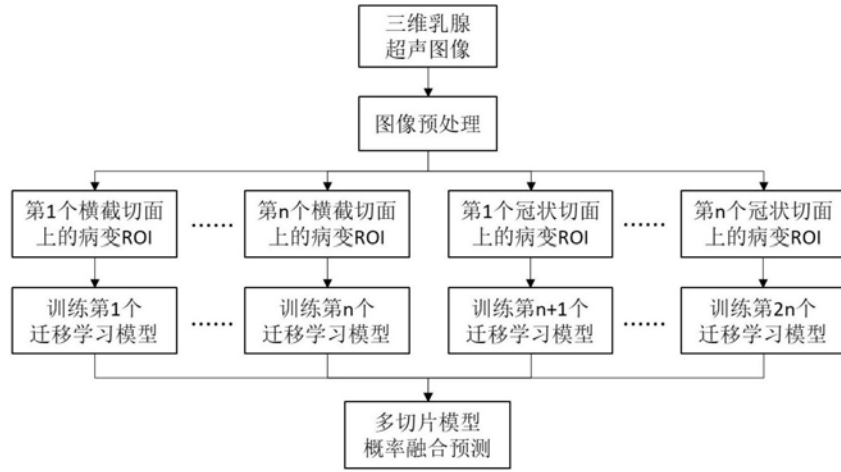 三维乳腺
超声图像
图像预处理
第1个横截切面
上的病变ROI
……
第n个横截切面
上的病变ROI
第1个冠状切面
上的病变ROI
……
第n个冠状切面
上的病变ROI
训练第1个
迁移学习模型
……
训练第n个
迁移学习模型
训练第n+1个
迁移学习模型
……
训练第2n个
迁移学习模型
多切片模型
概率融合预测